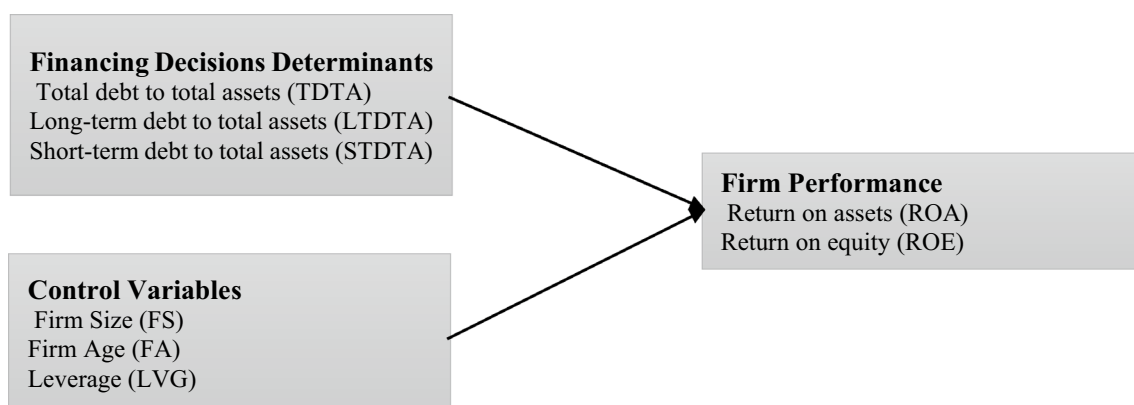 Financing Decisions Determinants
Total debt to total assets (TDTA)
Long-term debt to total assets (LTDTA)
Short-term debt to total assets (STDTA)
Firm Performance
Return on assets (ROA)
Return on equity (ROE)
Control Variables
Firm Size (FS)
Firm Age (FA)
Leverage (LVG)